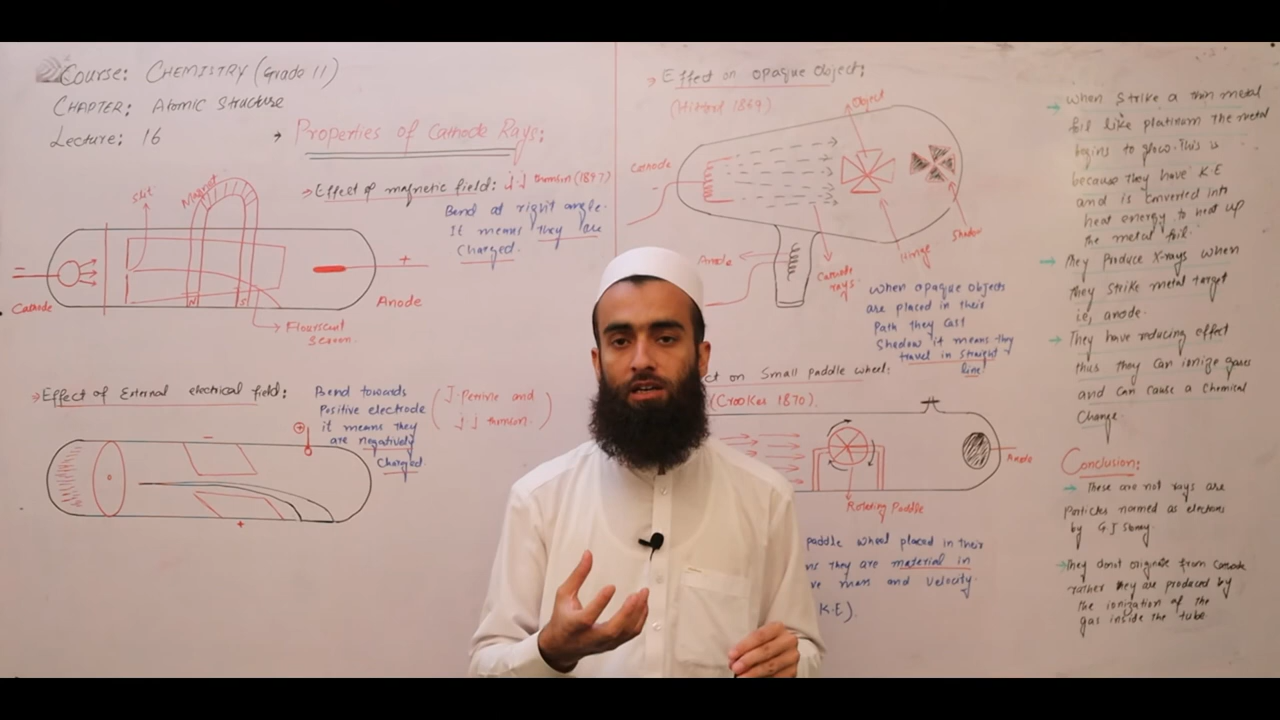 Course: CHEMISTRY (Grade 11)
CHAPTER: Atomic Structure
Lecture: 16
→ Properties of Cathode Rays:
→ Effect of magnetic field: J.J thomson (1897)
Bend at right angle.
It means they are
Charged.
Slit
Magnet
N
S
Cathode
Anode
+
Flourscent
Screen.
→ Effect of External electrical field:
Bend towards
Positive electrode
it means they
are negatively
Charged.
( J. Perrine and
J.J thomson. )
+
-
+
→ Effect on opaque object:
(Hittorf 1869)
Object
Cathode
-
Anode
Cathode
rays
Hinge
Shadow
When opaque objects
are placed in their
Path they cast
Shadow it means they
travel in straight
line
ct on Small paddle wheel:
(Crookes 1870).
Anode
Rotating Paddle
paddle wheel placed in their
ns they are material in
ve mass and velocity.
K.E).
→ When Strike a thin metal
foil like platinum the metal
begins to glow. This is
because they have K.E
and is converted into
heat energy to heat up
the metal foil.
→ They Produce X-rays when
they strike metal target
i.e, anode.
→ They have reducing effect
thus they can ionize gases
and can cause a Chemical
Change.
Conclusion:
→ These are not rays are
Particles named as electrons
by G.J Stoney.
→ They donot originate from Cathode
rather they are produced by
the ionization of the
gas inside the tube